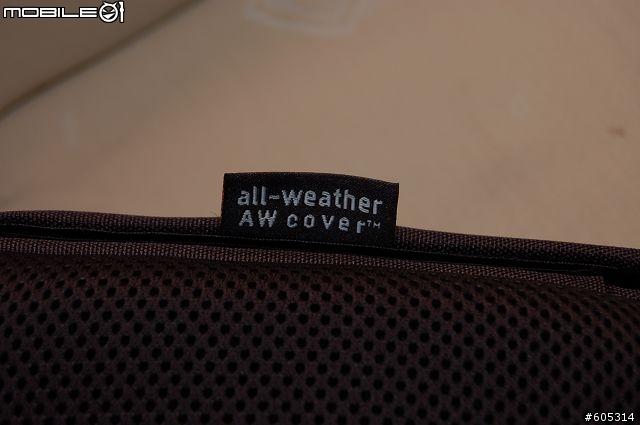 MOBILE01
all-weather
AW cover™
#605314